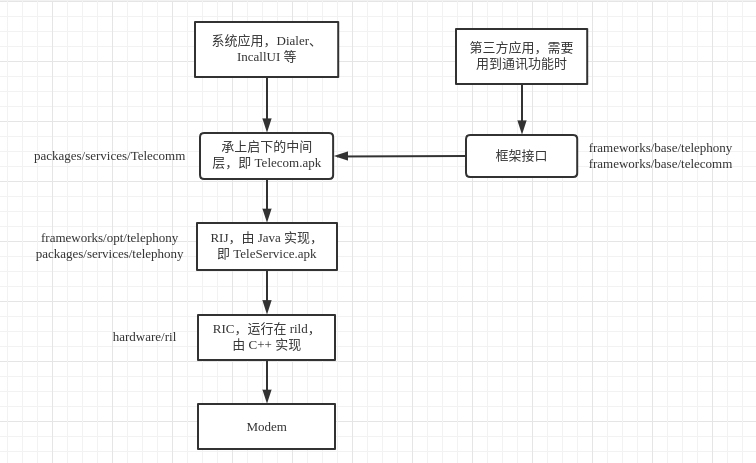 系统应用，Dialer、
IncallUI 等
第三方应用，需要
用到通讯功能时
packages/services/Telecomm
承上启下的中间
层，即 Telecom.apk
框架接口
frameworks/base/telephony
frameworks/base/telecomm
frameworks/opt/telephony
packages/services/telephony
RIJ，由 Java 实现，
即 TeleService.apk
hardware/ril
RIC，运行在 rild，
由 C++ 实现
Modem